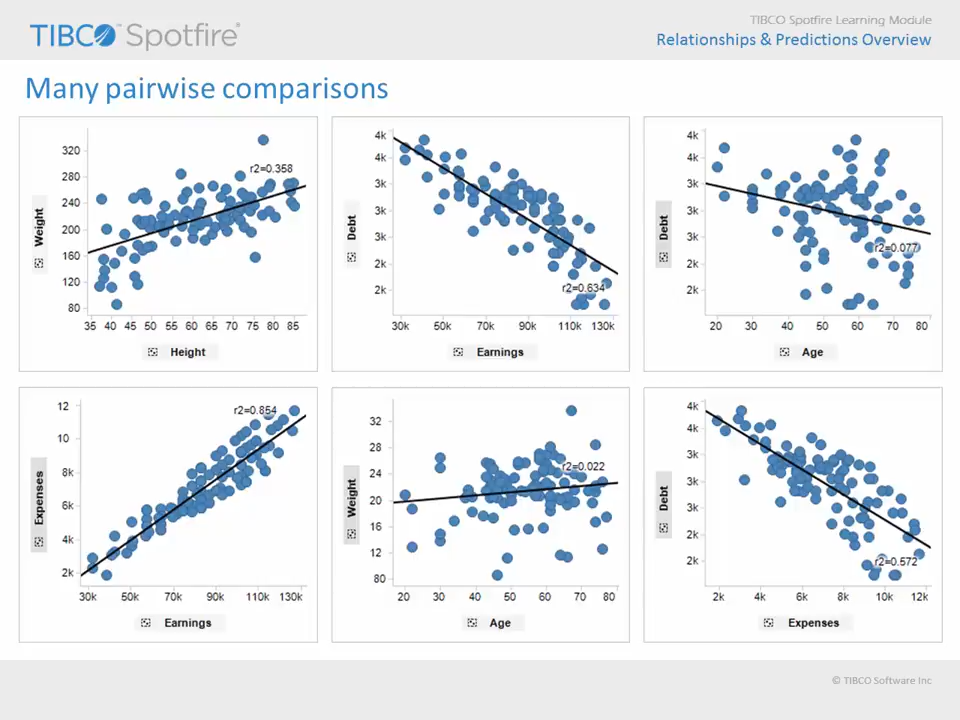 TIBCO Spotfire®
TIBCO Spotfire Learning Module
Relationships & Predictions Overview
Many pairwise comparisons
320
280
240
200
160
120
80
Weight
r2=0.358
35 40 45 50 55 60 65 70 75 80 85
Height
4k
4k
3k
3k
3k
2k
2k
Debt
r2=0.634
30k 50k 70k 90k 110k 130k
Earnings
4k
4k
3k
3k
3k
2k
2k
Debt
r2=0.077
20 30 40 50 60 70 80
Age
12
10
8k
6k
4k
2k
Expenses
r2=0.854
30k 50k 70k 90k 110k 130k
Earnings
32
28
24
20
16
12
80
Weight
r2=0.022
20 30 40 50 60 70 80
Age
4k
4k
3k
3k
3k
2k
2k
Debt
r2=0.572
2k 4k 6k 8k 10k 12k
Expenses
© TIBCO Software Inc